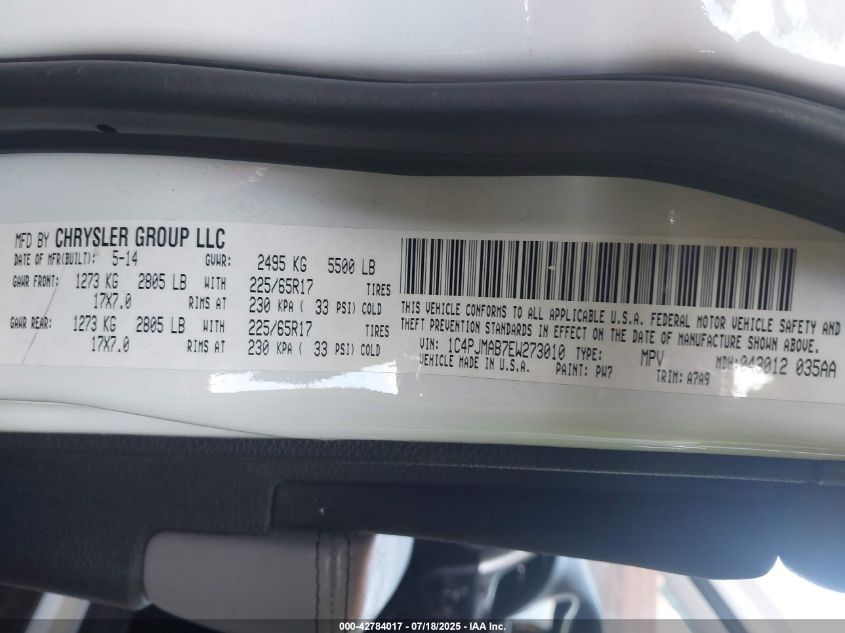 MFD BY CHRYSLER GROUP LLC
DATE OF MFR(BUILT): 5-14 GVWR: 2495 KG 5500 LB
GAWR FRONT: 1273 KG 2805 LB WITH 225/65R17 TIRES
17X7.0 RIMS AT 230 KPA ( 33 PSI) COLD
GAWR REAR: 1273 KG 2805 LB WITH 225/65R17 TIRES
17X7.0 RIMS AT 230 KPA ( 33 PSI) COLD
THIS VEHICLE CONFORMS TO ALL APPLICABLE U.S.A. FEDERAL MOTOR VEHICLE SAFETY AND
THEFT PREVENTION STANDARDS IN EFFECT ON THE DATE OF MANUFACTURE SHOWN ABOVE.
VIN: 1C4PJMAB7EW273010 TYPE: MPV MDH: 043012 035AA
VEHICLE MADE IN U.S.A. PAINT: PW7 TRIM: A7A9
000-42784017 / 07/18/2025 - IAA Inc.